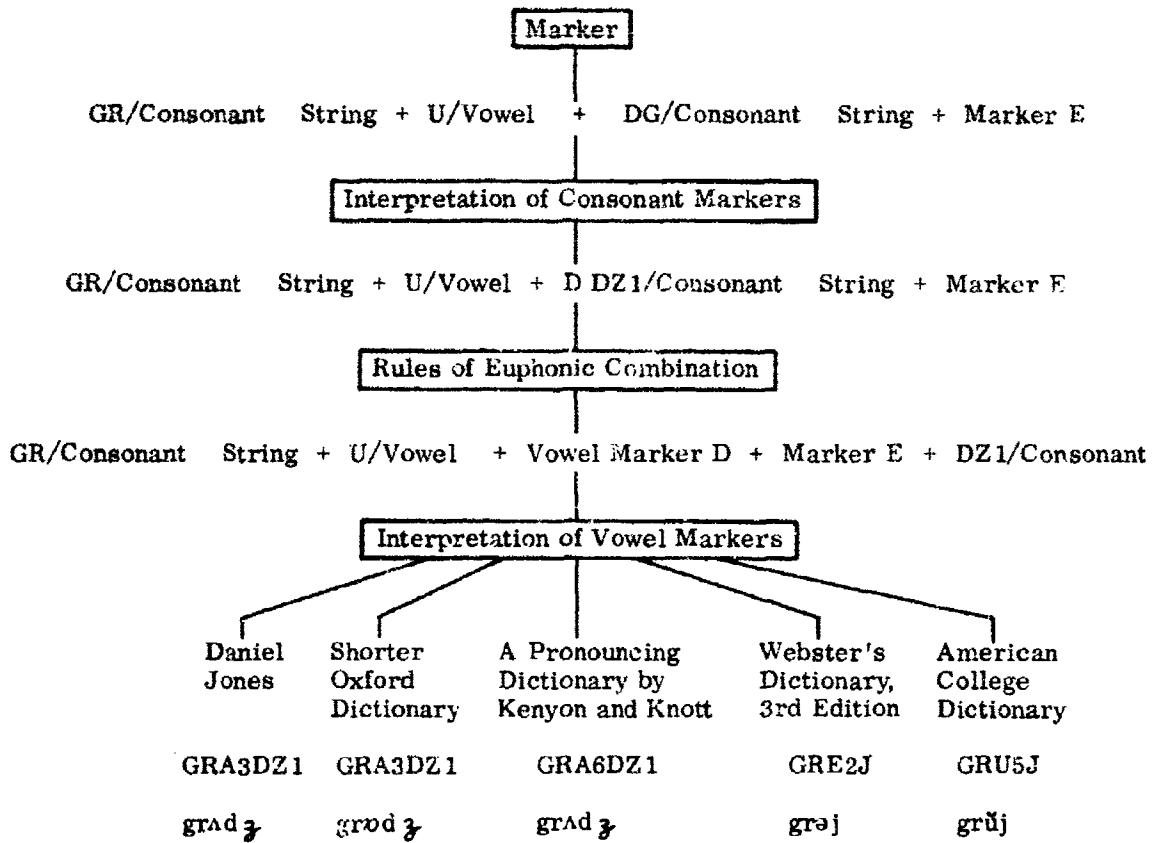 Marker
GR/Consonant String + U/Vowel + DG/Consonant String + Marker E
Interpretation of Consonant Markers
GR/Consonant String + U/Vowel + D DZ1/Consonant String + Marker E
Rules of Euphonic Combination
GR/Consonant String + U/Vowel + Vowel Marker D + Marker E + DZ1/Consonant
Interpretation of Vowel Markers
Daniel
Jones
Shorter
Oxford
Dictionary
A Pronouncing
Dictionary by
Kenyon and Knott
Webster's
Dictionary,
3rd Edition
American
College
Dictionary
GRA3DZ1 GRA3DZ1 GRA6DZ1 GRE2J GRU5J
grʌdʒ grɒdʒ grʌdʒ grəj grŭj